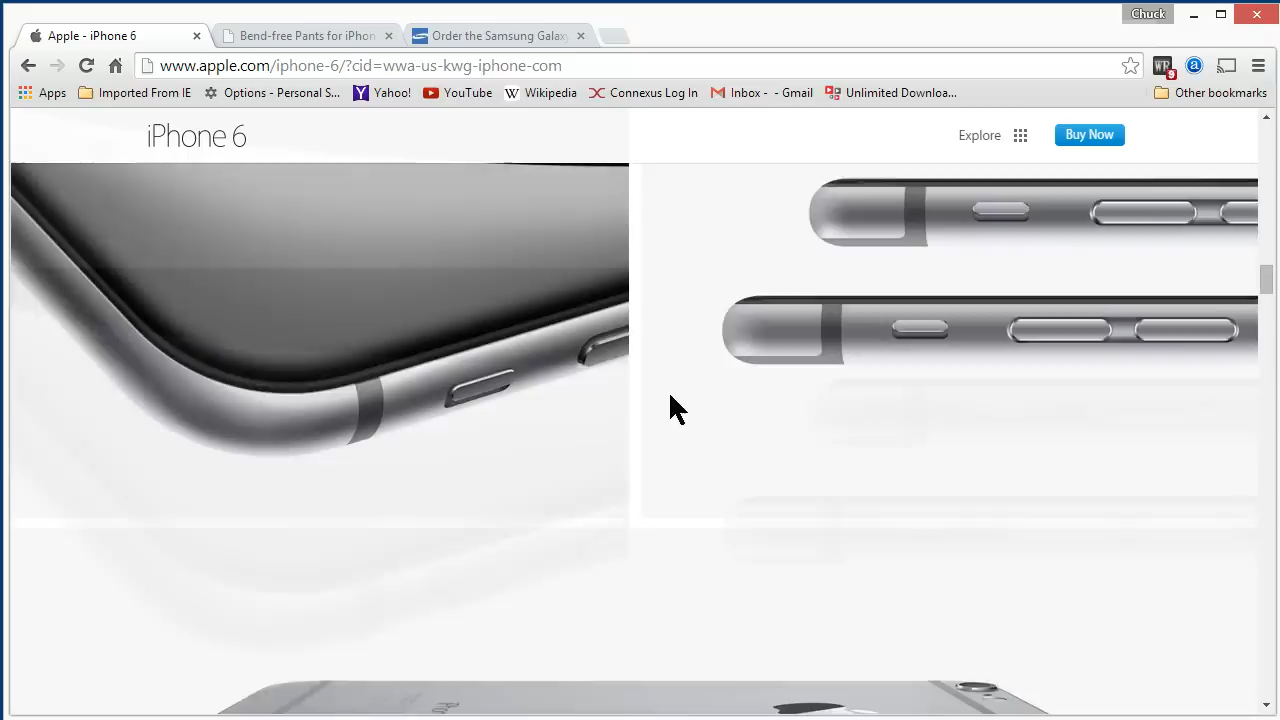 Chuck
Apple - iPhone 6
Bend-free Pants for iPhon
Order the Samsung Galax
www.apple.com/iphone-6/?cid=wwa-us-kwg-iphone-com
WR
9
a
Apps
Imported From IE
Options - Personal S...
Yahoo!
YouTube
W Wikipedia
Connexus Log In
Inbox - - Gmail
Unlimited Downloa...
Other bookmarks
iPhone 6
Explore
Buy Now